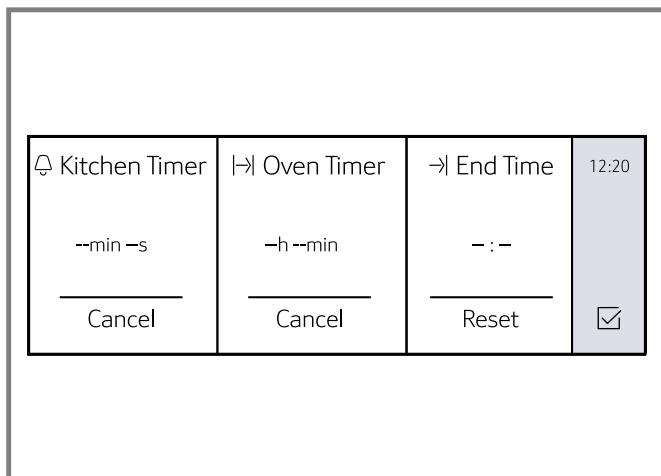 Kitchen Timer
--min –s
Cancel
Oven Timer
–h --min
Cancel
End Time
– : –
Reset
12:20